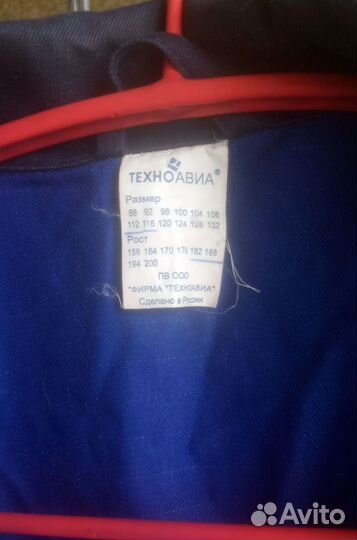 ТЕХНОАВИА®
Размер
88 92 96 100 104 108
112 116 120 124 128 132
Рост
158 164 170 176 182 188
194 200
ПВ ООО
"ФИРМА "ТЕХНОАВИА"
Сделано в России
Avito